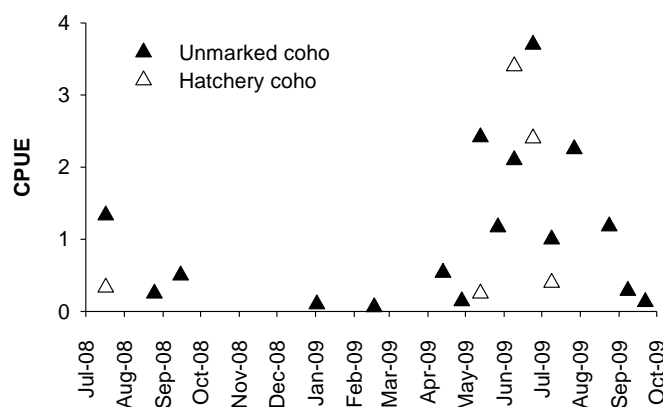 4
Unmarked coho
Hatchery coho
3
CPUE
2
1
0
Jul-08 Aug-08 Sep-08 Oct-08 Nov-08 Dec-08 Jan-09 Feb-09 Mar-09 Apr-09 May-09 Jun-09 Jul-09 Aug-09 Sep-09 Oct-09